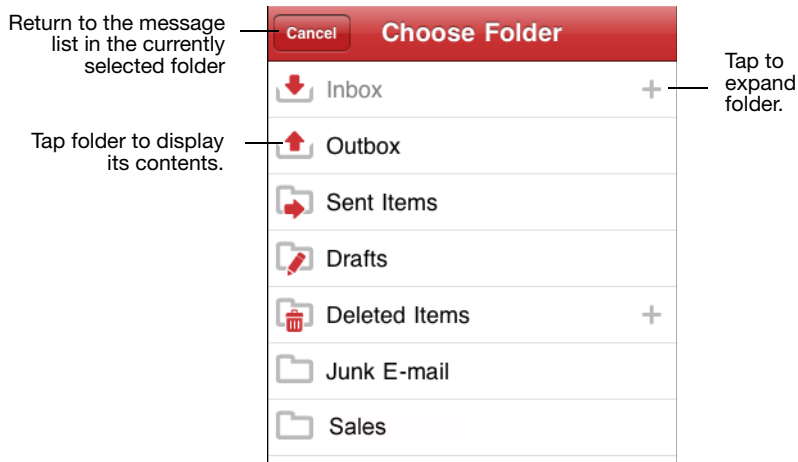 Return to the message
list in the currently
selected folder
Cancel
Choose Folder
Inbox
Tap to
expand
folder.
Tap folder to display
its contents.
Outbox
Sent Items
Drafts
Deleted Items
Junk E-mail
Sales